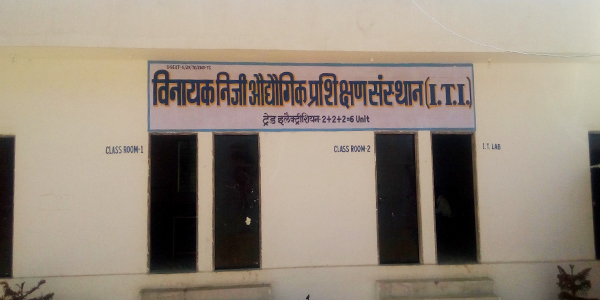 विनायक निजी औद्यौगिक प्रशिक्षण संस्थान (I.T.I.)
ट्रेड इलैक्ट्रीशियन 2+2+2=6 Unit
CLASS ROOM-1
CLASS ROOM-2
I.T. LAB